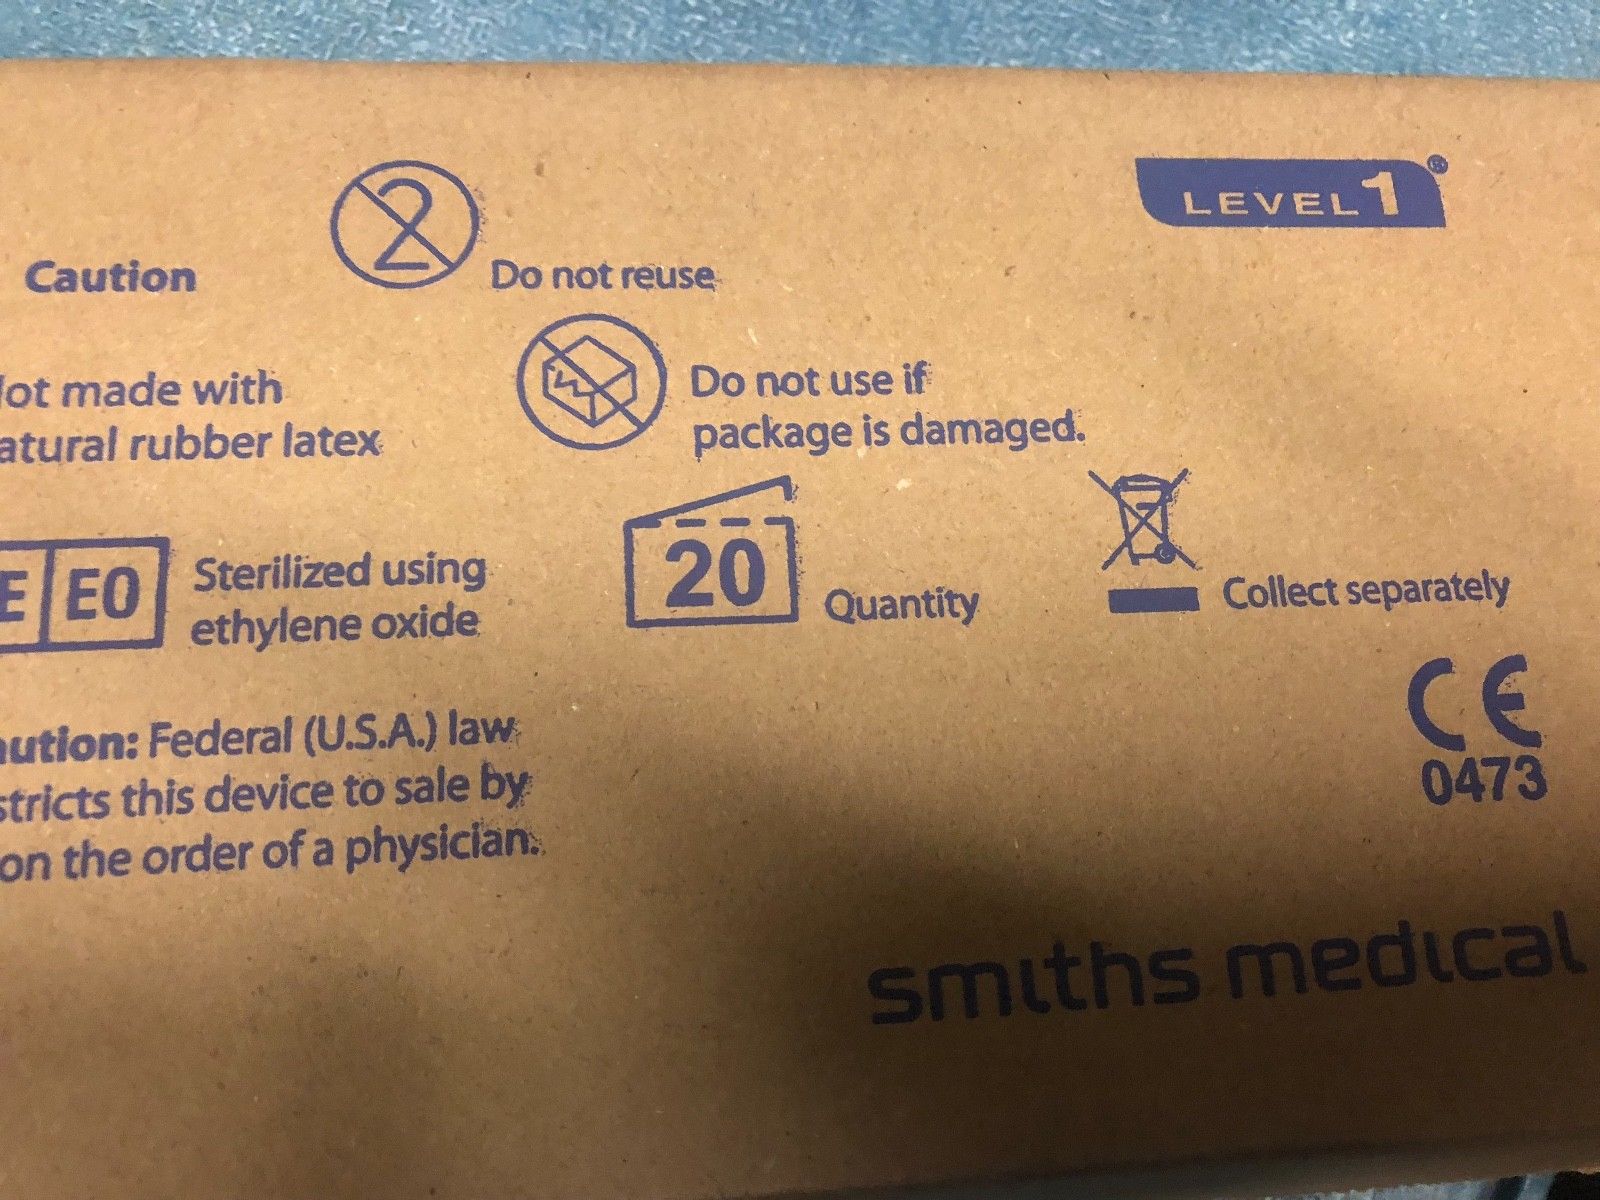 LEVEL 1®
2
Caution
Do not reuse
ot made with
atural rubber latex
Do not use if
package is damaged.
E EO
Sterilized using
ethylene oxide
20
Quantity
Collect separately
ution: Federal (U.S.A.) law
stricts this device to sale by
on the order of a physician.
CE
0473
smiths medical